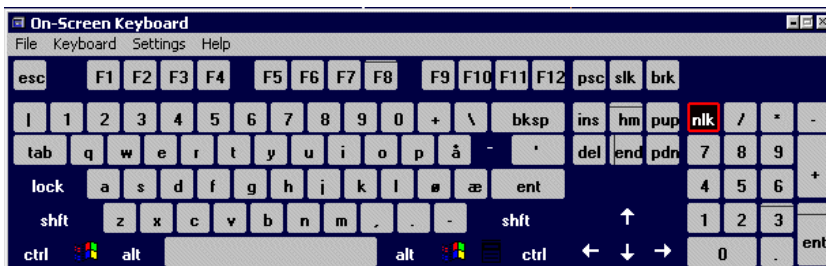 On-Screen Keyboard
File Keyboard Settings Help
esc F1 F2 F3 F4 F5 F6 F7 F8 F9 F10 F11 F12 psc slk brk
| 1 2 3 4 5 6 7 8 9 0 + \ bksp ins hm pup nlk / * -
tab q w e r t y u i o p å ¨ ' del end pdn 7 8 9 +
lock a s d f g h i k l ø æ ent 4 5 6
shft z x c v b n m , . - shft ↑ 1 2 3 ent
ctrl alt alt ctrl ← ↓ → 0 .